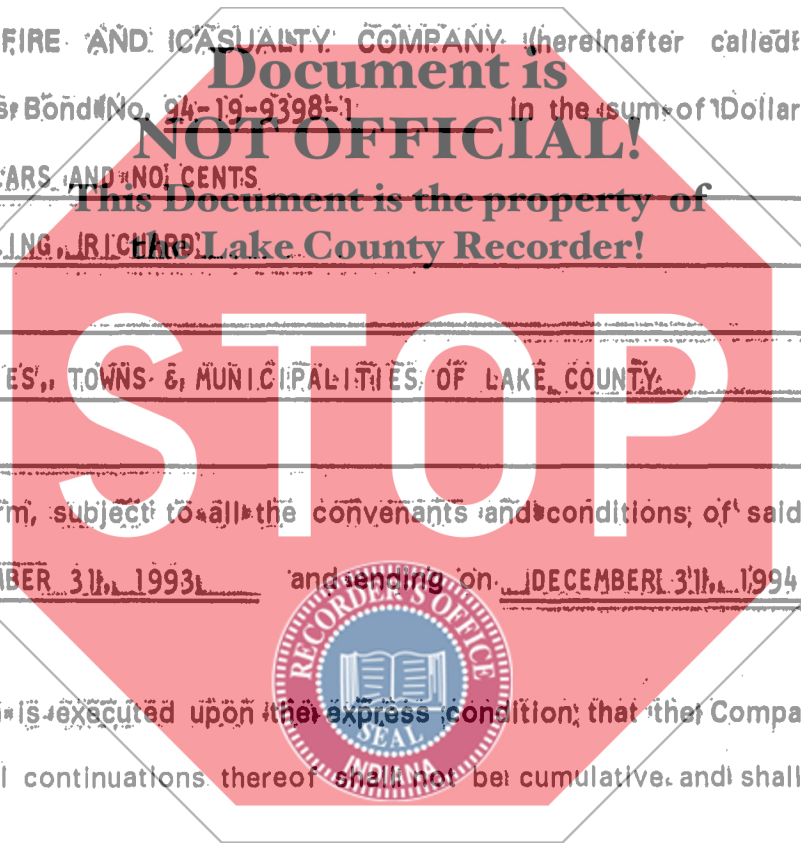 FIRE AND CASUALTY COMPANY (hereinafter called
Document is
Bond No. 94-19-9398-1 in the sum of Dollar
NOT OFFICIAL!
ARS AND NO CENTS
This Document is the property of
ING, RICHARD
the Lake County Recorder!
STOP
ES, TOWNS & MUNICIPALITIES OF LAKE COUNTY
rm, subject to all the convenants and conditions of said
BER 31, 1993 and ending on DECEMBER 31, 1994
RECORDER'S OFFICE
is executed upon the express condition that the Compa
SEAL
INDIANA
l continuations thereof shall not be cumulative and shall